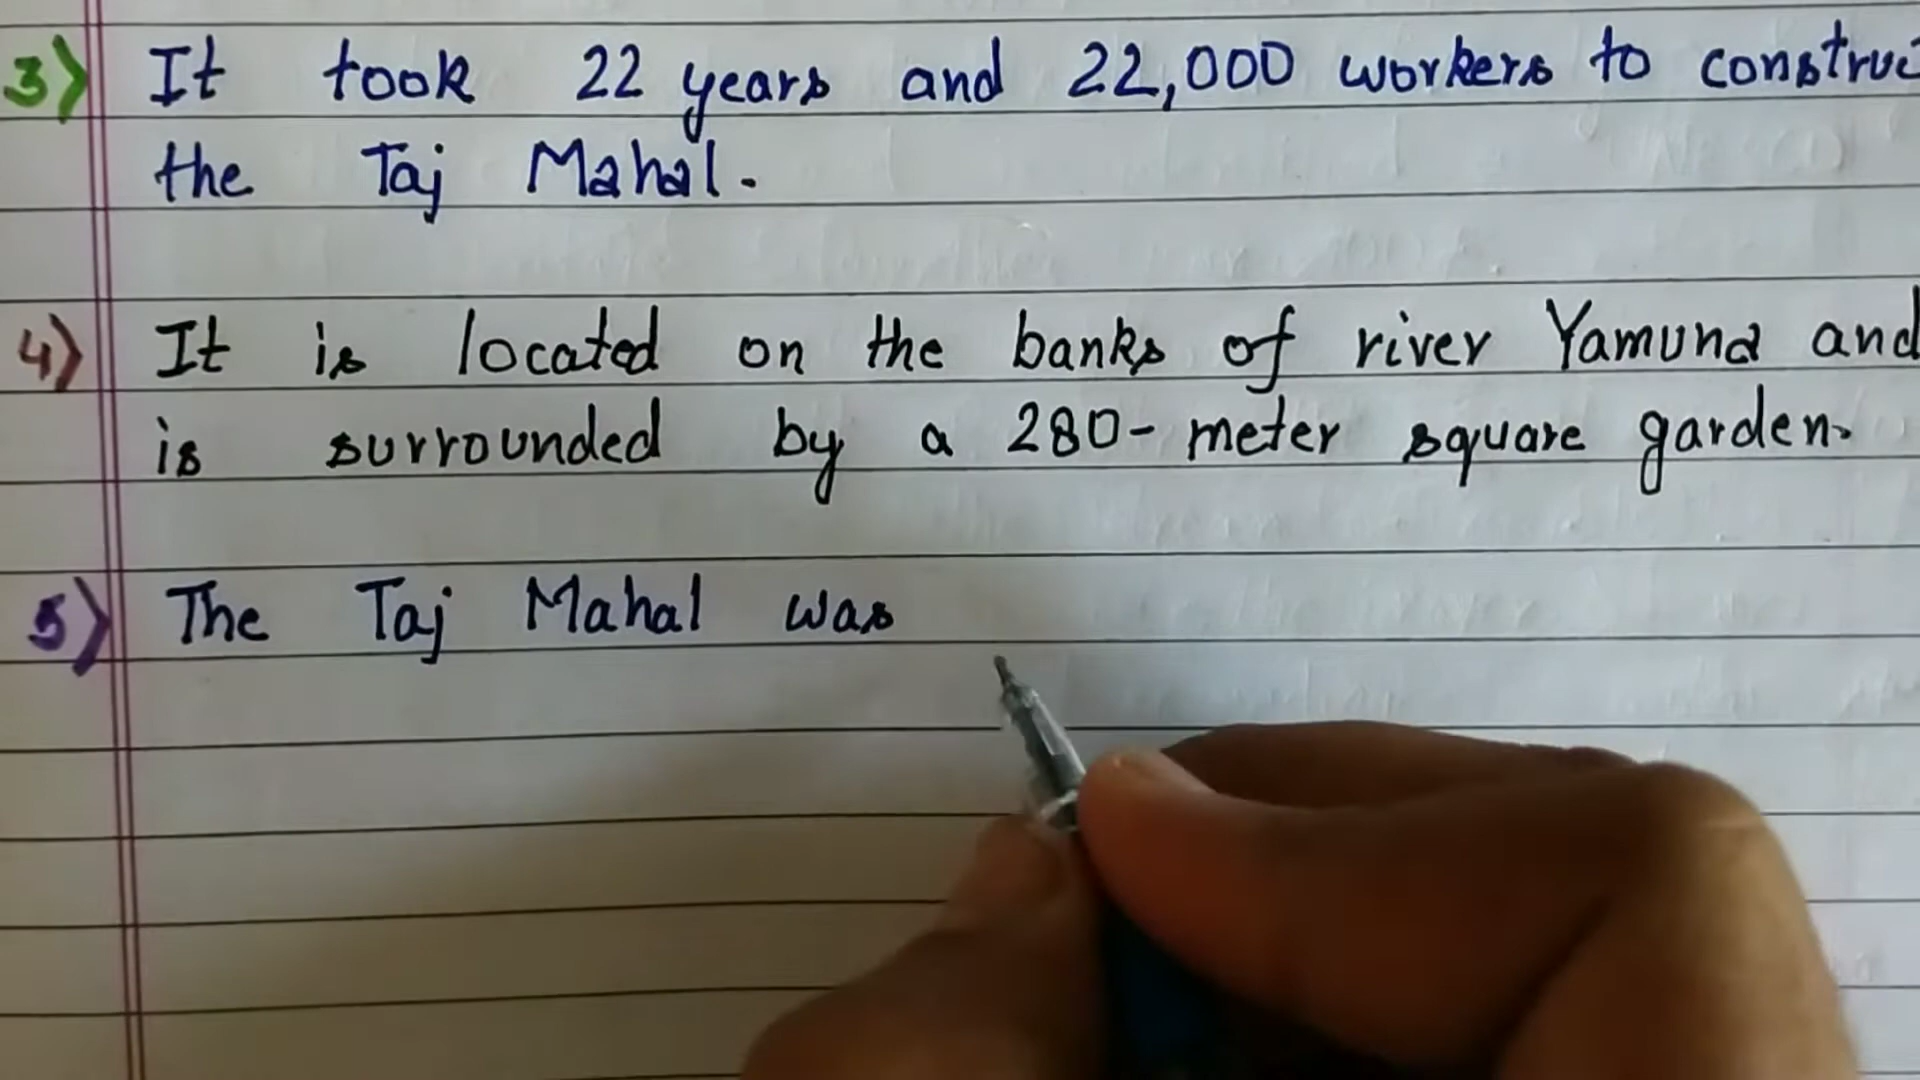 3) It took 22 years and 22,000 workers to construc
the Taj Mahal.
4) It is located on the banks of river Yamuna and
is surrounded by a 280-meter square garden.
5) The Taj Mahal was